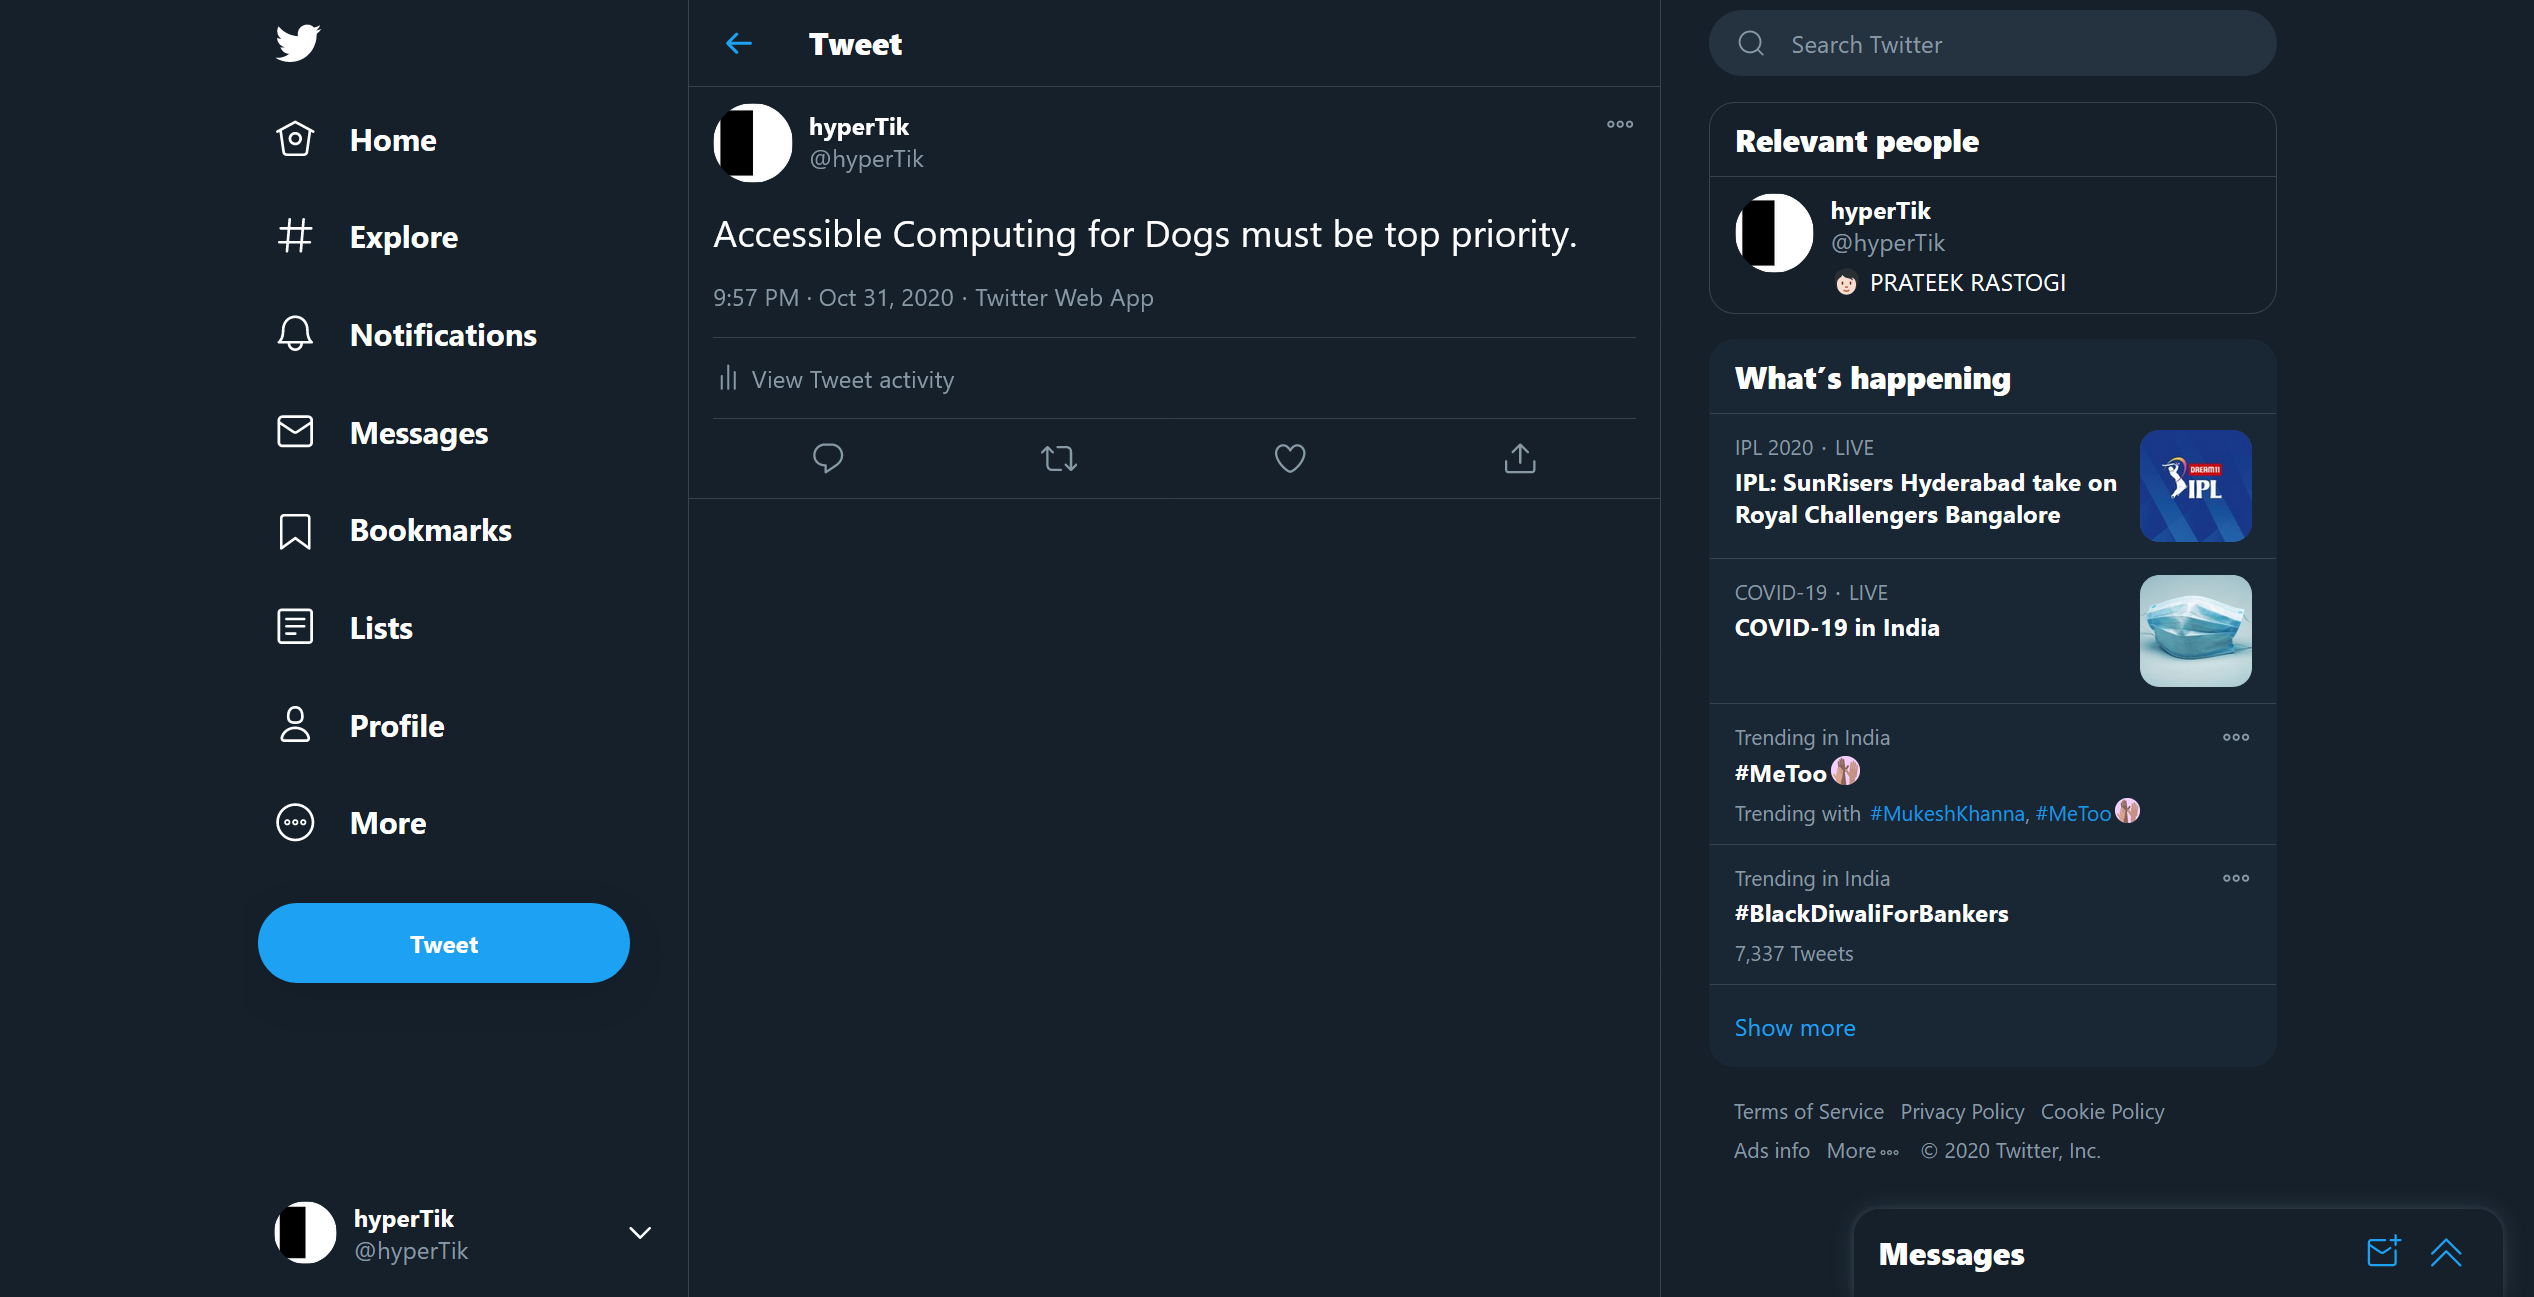 Home
Explore
Notifications
Messages
Bookmarks
Lists
Profile
More
Tweet
hyperTik
@hyperTik
Tweet
hyperTik
@hyperTik
Accessible Computing for Dogs must be top priority.
9:57 PM · Oct 31, 2020 · Twitter Web App
View Tweet activity
Search Twitter
Relevant people
hyperTik
@hyperTik
PRATEEK RASTOGI
What's happening
IPL 2020 · LIVE
IPL: SunRisers Hyderabad take on
Royal Challengers Bangalore
DREAM11
IPL
COVID-19 · LIVE
COVID-19 in India
Trending in India
#MeToo
Trending with #MukeshKhanna, #MeToo
Trending in India
#BlackDiwaliForBankers
7,337 Tweets
Show more
Terms of Service Privacy Policy Cookie Policy
Ads info More © 2020 Twitter, Inc.
Messages